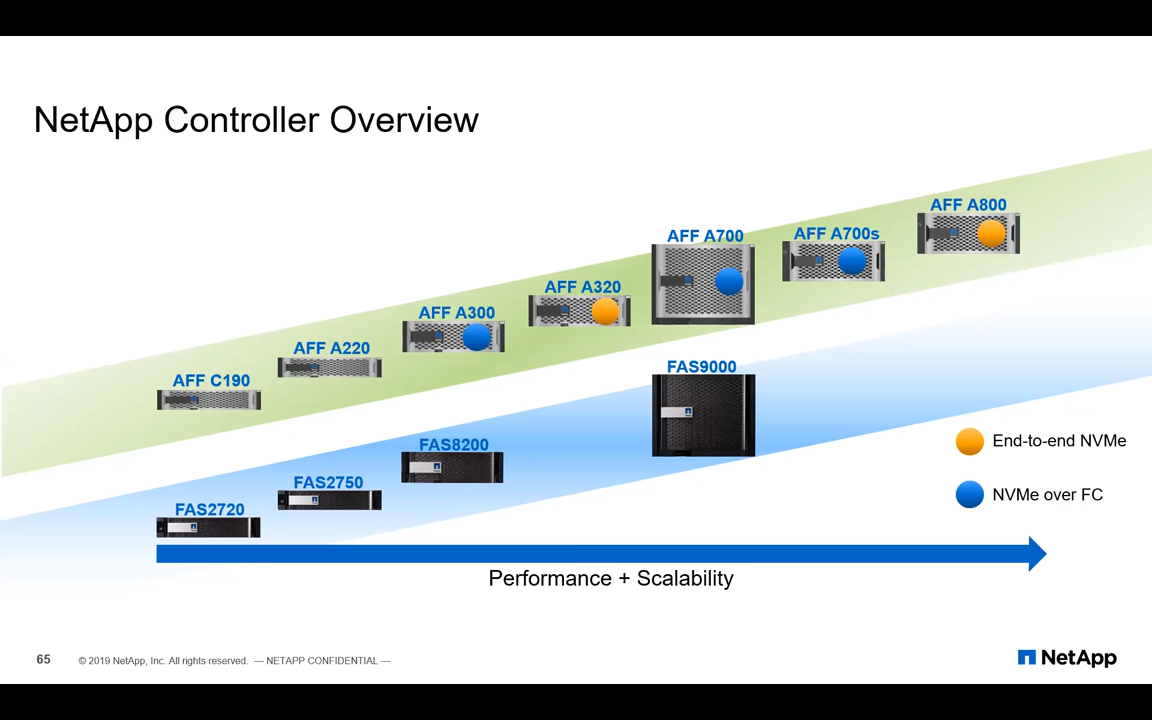 NetApp Controller Overview
AFF A800
AFF A700
AFF A700s
AFF A320
AFF A300
AFF A220
AFF C190
FAS9000
FAS8200
FAS2750
FAS2720
End-to-end NVMe
NVMe over FC
Performance + Scalability
65 © 2019 NetApp, Inc. All rights reserved. — NETAPP CONFIDENTIAL —
NetApp